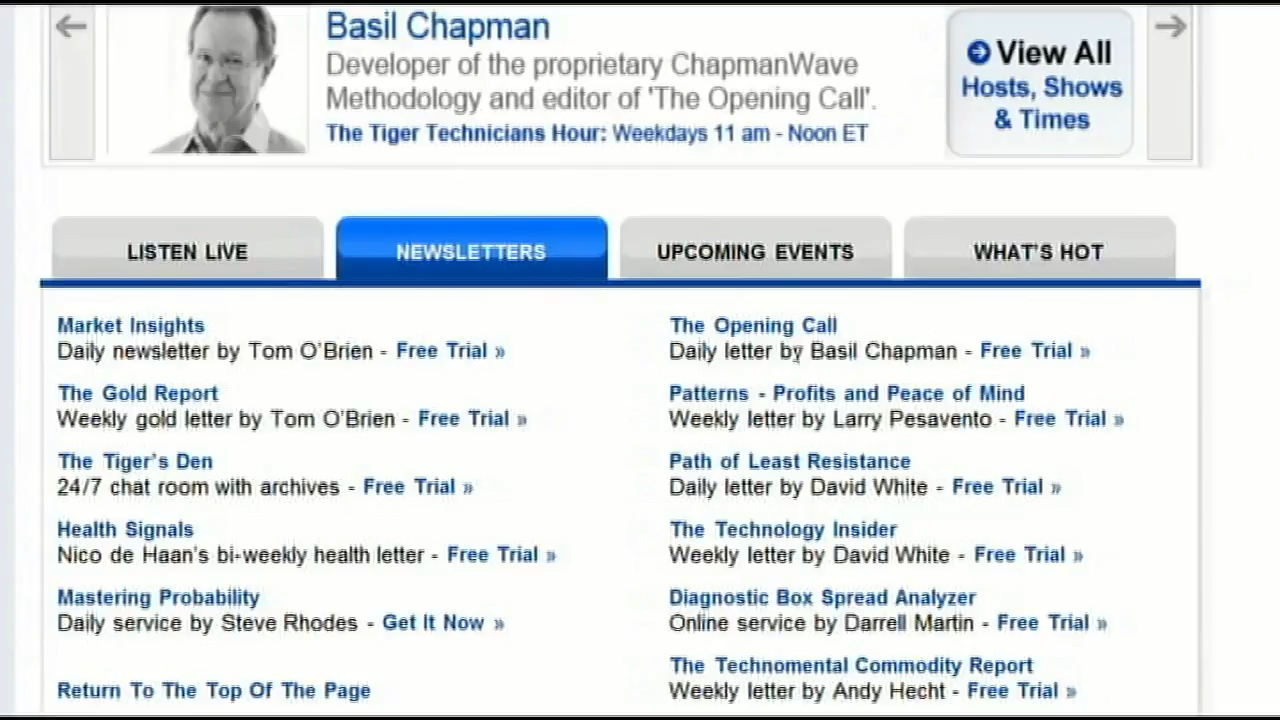 Basil Chapman
Developer of the proprietary ChapmanWave
Methodology and editor of 'The Opening Call'.
The Tiger Technicians Hour: Weekdays 11 am - Noon ET
View All
Hosts, Shows
& Times
LISTEN LIVE
NEWSLETTERS
UPCOMING EVENTS
WHAT'S HOT
Market Insights
Daily newsletter by Tom O'Brien - Free Trial »
The Gold Report
Weekly gold letter by Tom O'Brien - Free Trial »
The Tiger's Den
24/7 chat room with archives - Free Trial »
Health Signals
Nico de Haan's bi-weekly health letter - Free Trial »
Mastering Probability
Daily service by Steve Rhodes - Get It Now »
Return To The Top Of The Page
The Opening Call
Daily letter by Basil Chapman - Free Trial »
Patterns - Profits and Peace of Mind
Weekly letter by Larry Pesavento - Free Trial »
Path of Least Resistance
Daily letter by David White - Free Trial »
The Technology Insider
Weekly letter by David White - Free Trial »
Diagnostic Box Spread Analyzer
Online service by Darrell Martin - Free Trial »
The Technomental Commodity Report
Weekly letter by Andy Hecht - Free Trial »